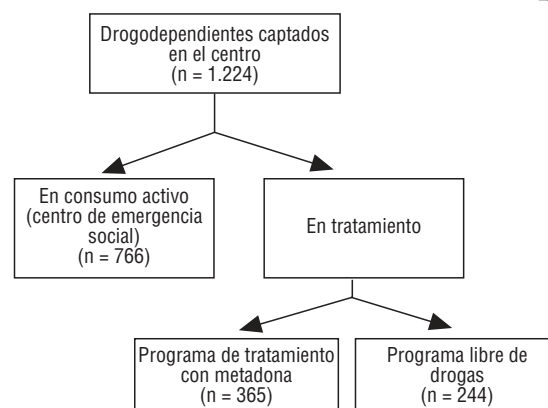 Drogodependientes captados
en el centro
(n = 1.224)
En consumo activo
(centro de emergencia
social)
(n = 766)
En tratamiento
Programa de tratamiento
con metadona
(n = 365)
Programa libre de
drogas
(n = 244)